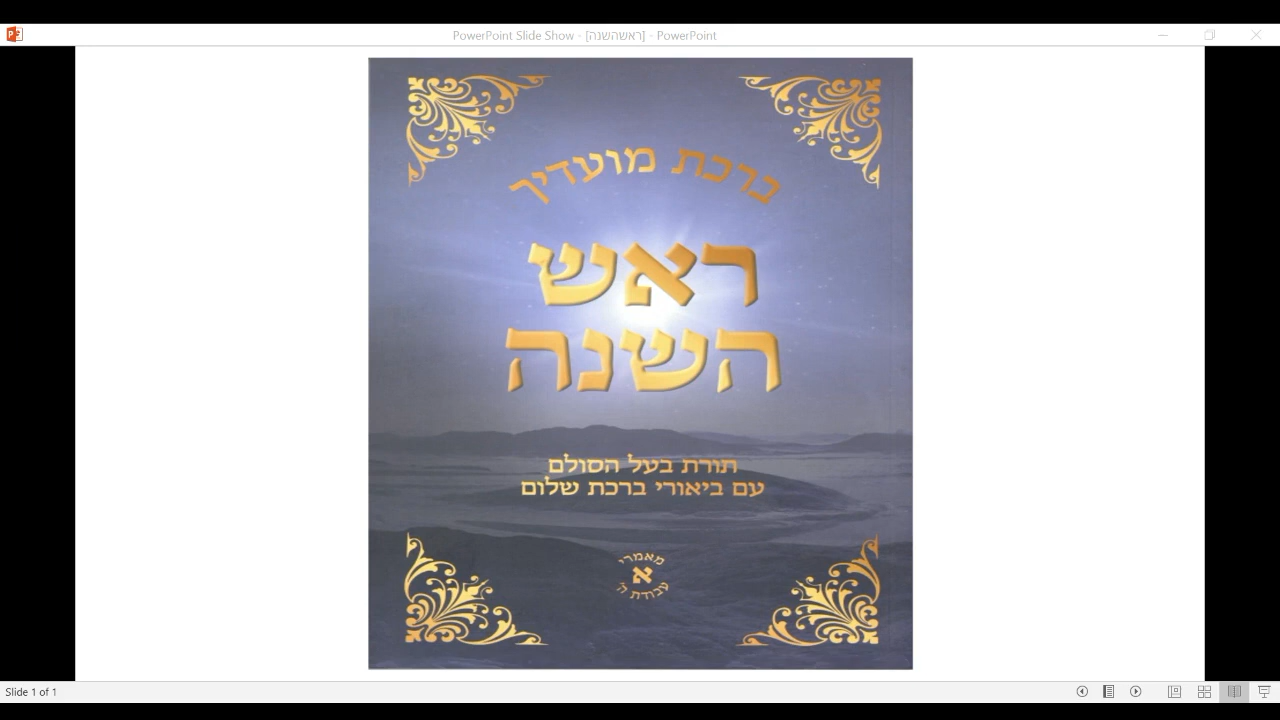 PowerPoint Slide Show - [ראשהשנה] - PowerPoint
ברכת מועדיך
ראש
השנה
תורת בעל הסולם
עם ביאורי ברכת שלום
מאמרי
א
עבודת ה'
Slide 1 of 1